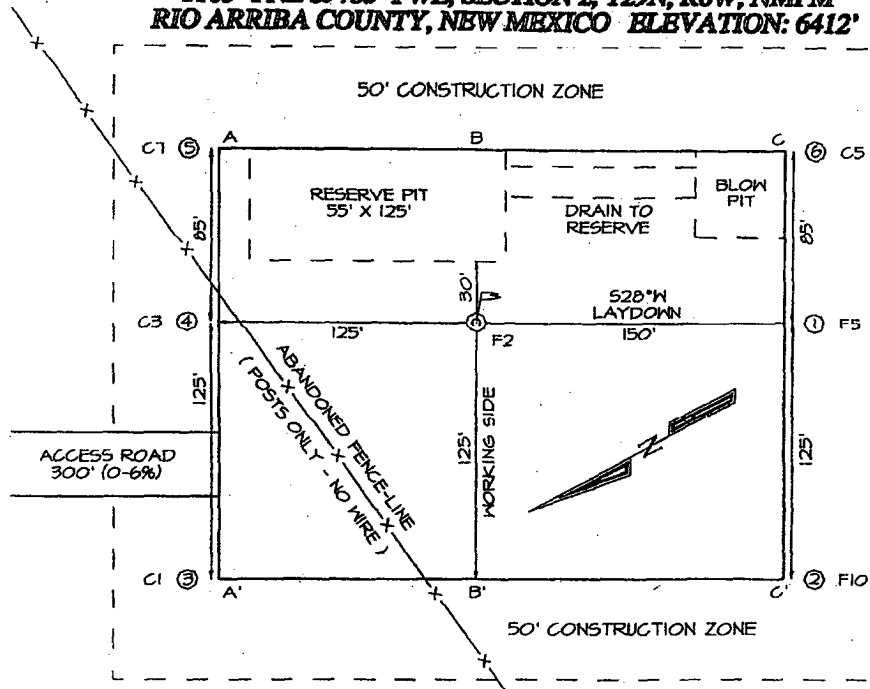 RIO ARRIBA COUNTY, NEW MEXICO ELEVATION: 6412'
50' CONSTRUCTION ZONE
C7 ⑤ A B C ⑥ C5
RESERVE PIT
55' X 125'
DRAIN TO
RESERVE
BLOW
PIT
85'
85'
30'
S28°W
LAYDOWN
C3 ④ 125' F2 150' ① F5
ABANDONED FENCE-LINE
( POSTS ONLY - NO WIRE )
125'
125'
WORKING SIDE
125'
N
ACCESS ROAD
300' (0-6%)
C1 ③ A' B' C' ② F10
50' CONSTRUCTION ZONE